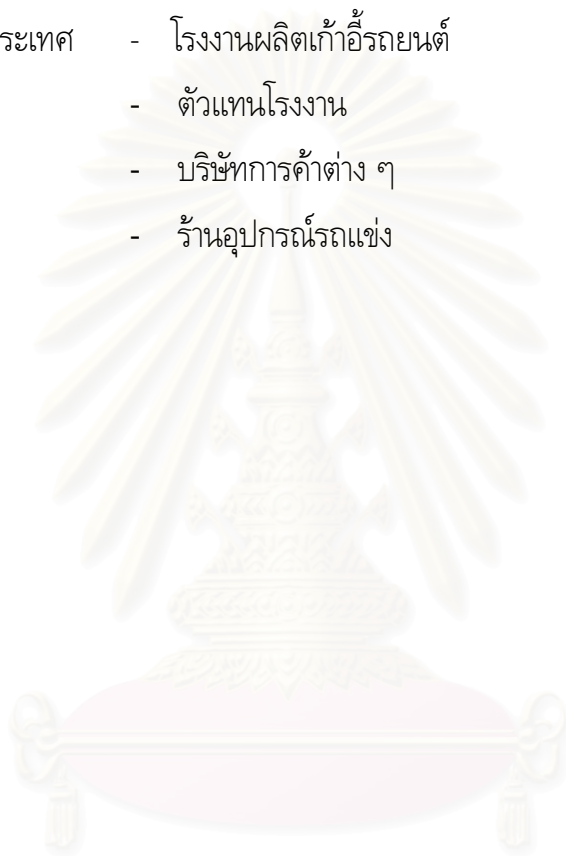 ระเทศ - โรงงานผลิตเก้าอี้รถยนต์
- ตัวแทนโรงงาน
- บริษัทการค้าต่าง ๆ
- ร้านอุปกรณ์รถแข่ง